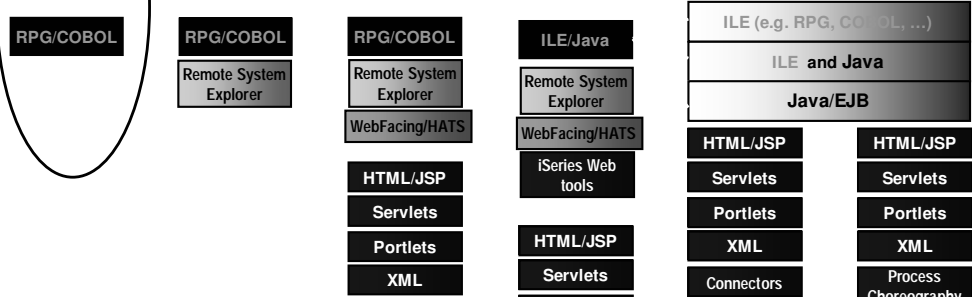 RPG/COBOL
RPG/COBOL
Remote System
Explorer
RPG/COBOL
Remote System
Explorer
WebFacing/HATS
HTML/JSP
Servlets
Portlets
XML
ILE/Java
Remote System
Explorer
WebFacing/HATS
iSeries Web
tools
HTML/JSP
Servlets
ILE (e.g. RPG, COBOL, …)
ILE and Java
Java/EJB
HTML/JSP
Servlets
Portlets
XML
Connectors
HTML/JSP
Servlets
Portlets
XML
Process
Choreography